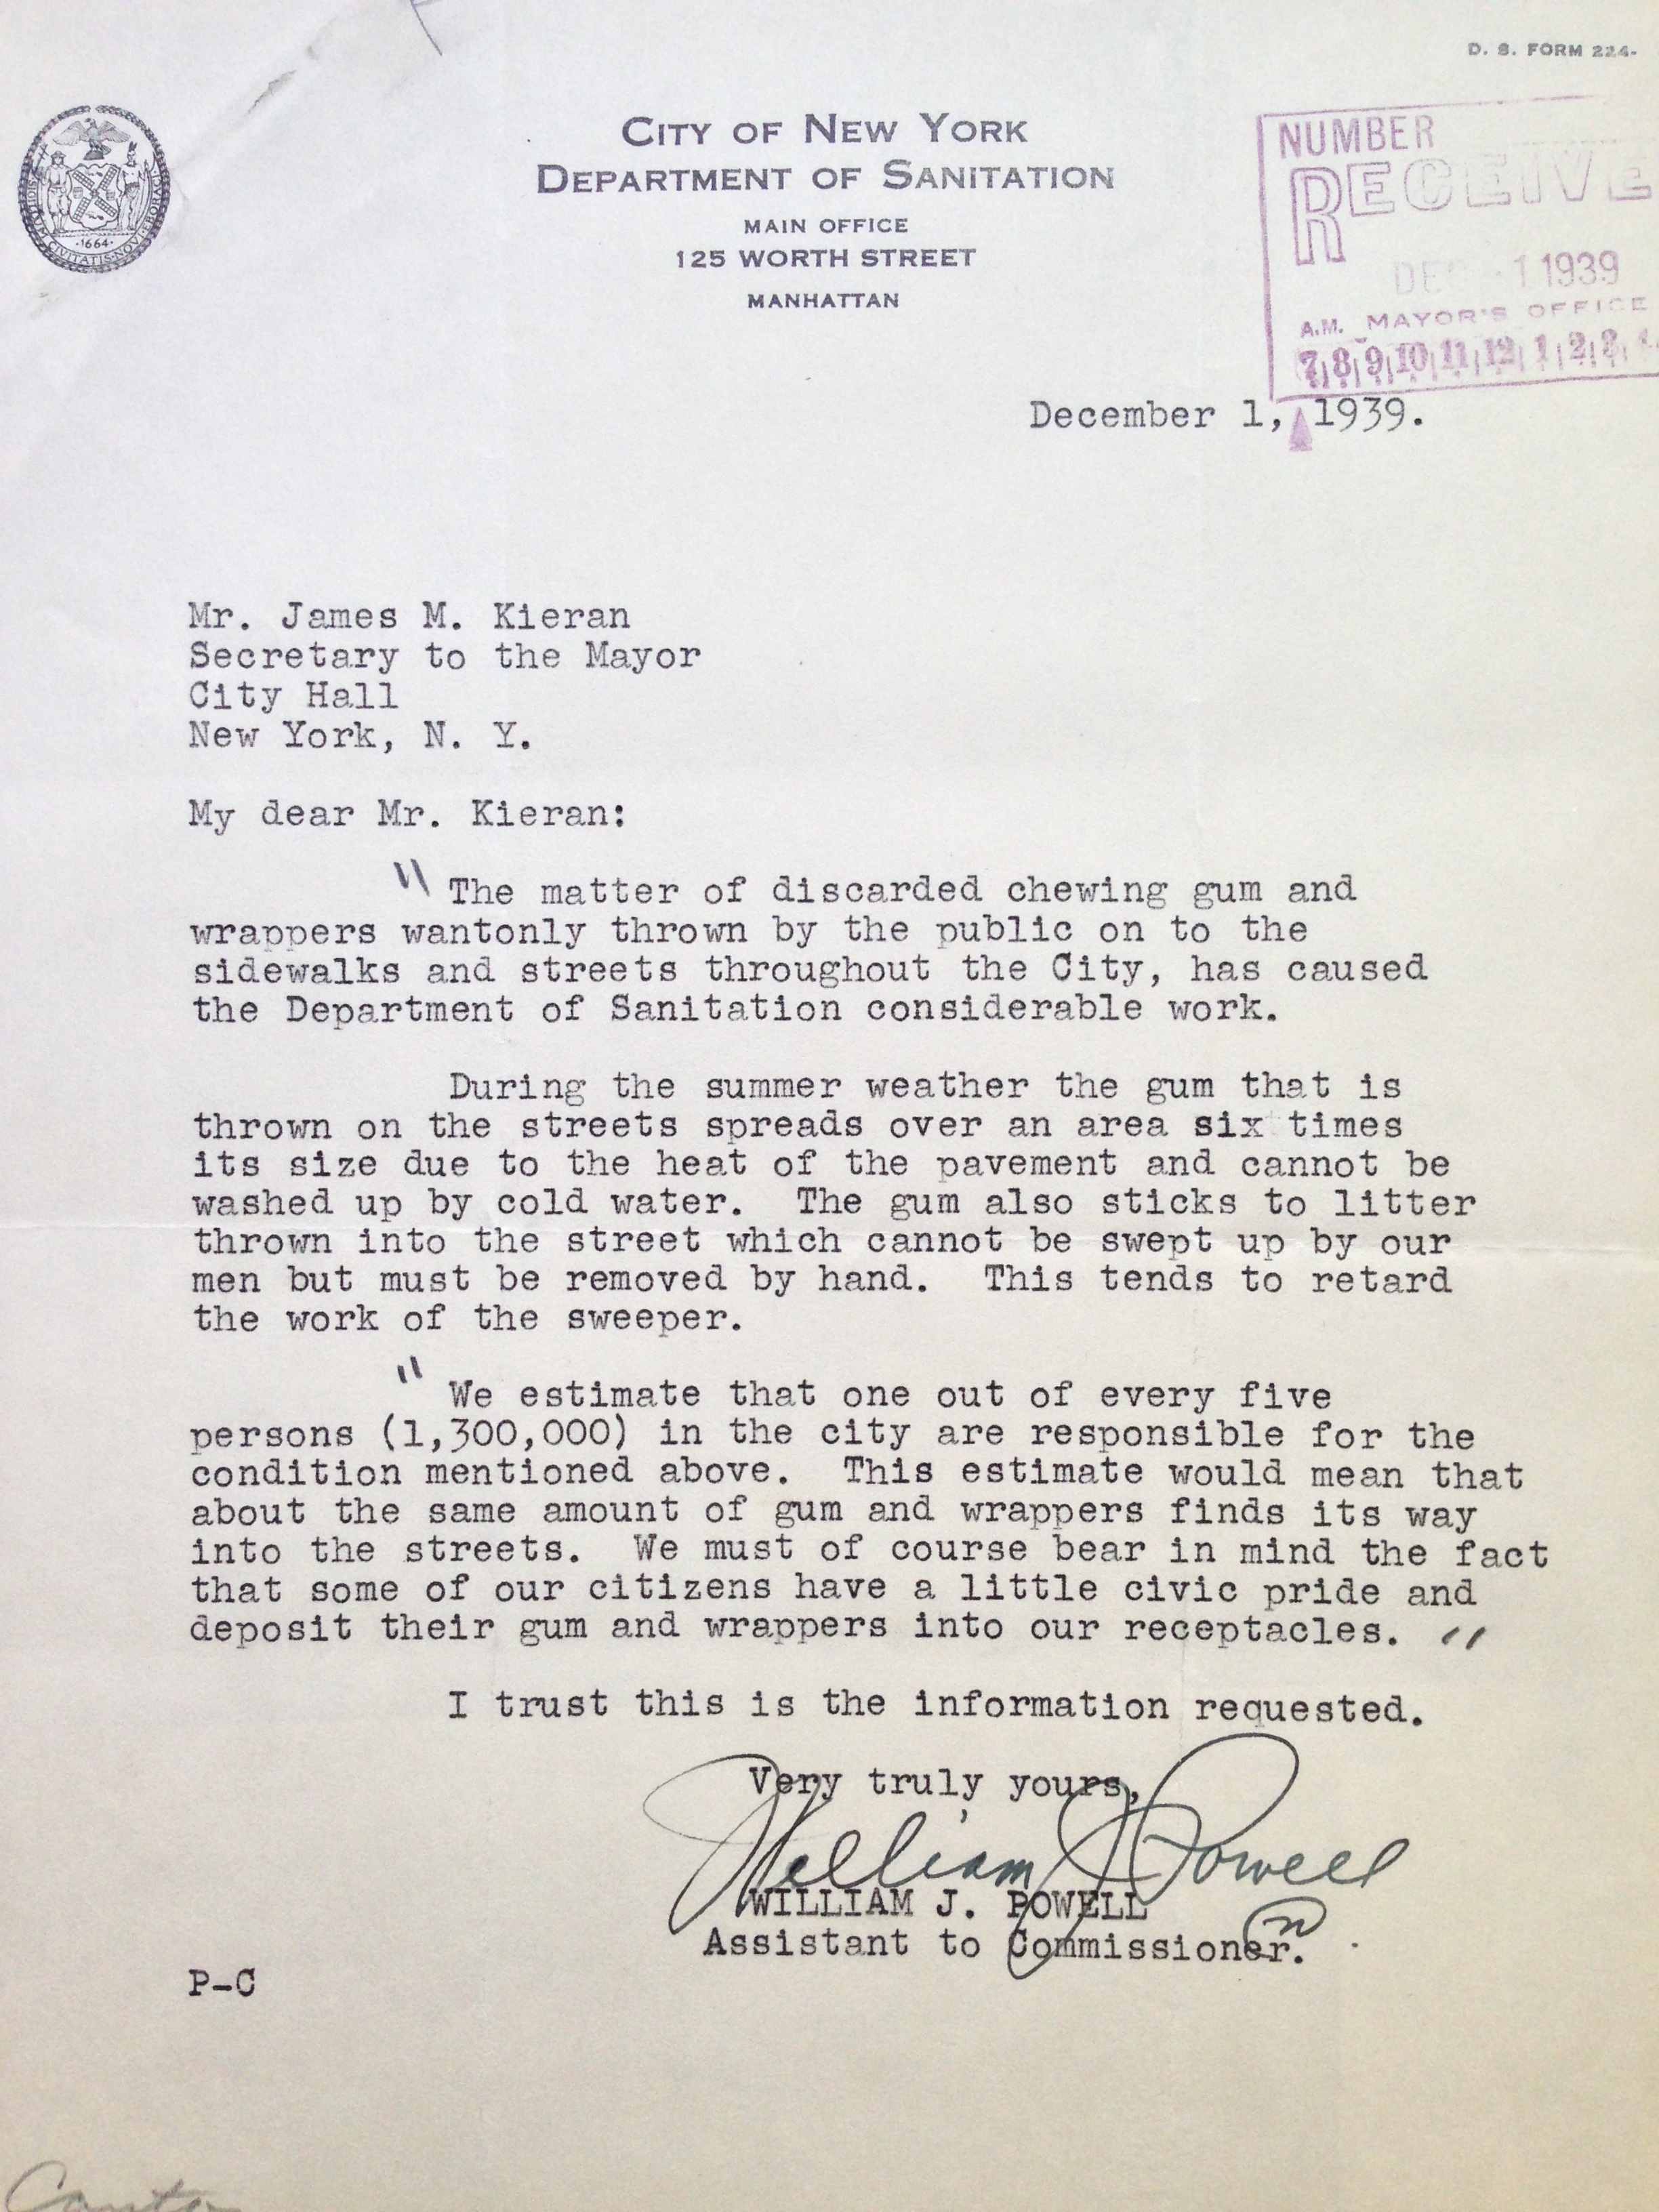 D. S. FORM 224-
CITY OF NEW YORK
DEPARTMENT OF SANITATION
MAIN OFFICE
125 WORTH STREET
MANHATTAN
·1664·
NUMBER
RECEIVE
DEC -1 1939
A.M. MAYOR'S OFFICE
7 8 9 10 11 12 1 2 3 4
December 1, 1939.
Mr. James M. Kieran
Secretary to the Mayor
City Hall
New York, N. Y.
My dear Mr. Kieran:
" The matter of discarded chewing gum and
wrappers wantonly thrown by the public on to the
sidewalks and streets throughout the City, has caused
the Department of Sanitation considerable work.
During the summer weather the gum that is
thrown on the streets spreads over an area six times
its size due to the heat of the pavement and cannot be
washed up by cold water. The gum also sticks to litter
thrown into the street which cannot be swept up by our
men but must be removed by hand. This tends to retard
the work of the sweeper.
" We estimate that one out of every five
persons (1,300,000) in the city are responsible for the
condition mentioned above. This estimate would mean that
about the same amount of gum and wrappers finds its way
into the streets. We must of course bear in mind the fact
that some of our citizens have a little civic pride and
deposit their gum and wrappers into our receptacles. "
I trust this is the information requested.
Very truly yours,
William J Powell
WILLIAM J. POWELL
Assistant to Commissioner.
P-C